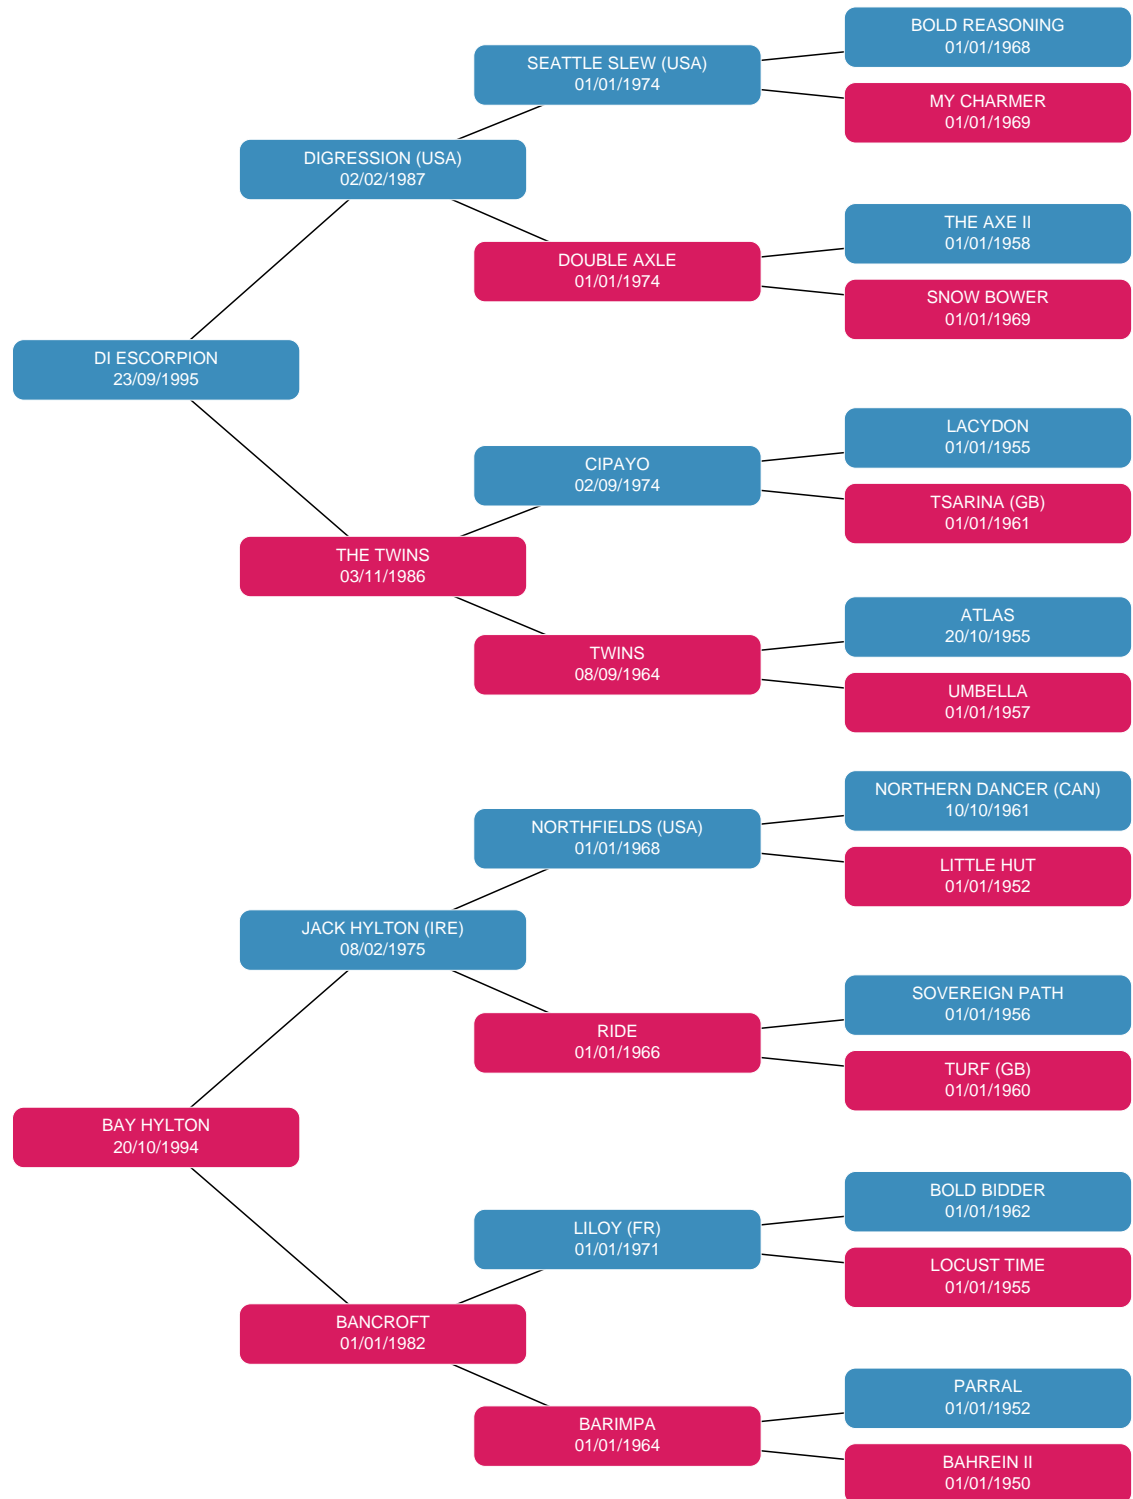 BOLD REASONING
01/01/1968
SEATTLE SLEW (USA)
01/01/1974
MY CHARMER
01/01/1969
DIGRESSION (USA)
02/02/1987
THE AXE II
01/01/1958
DOUBLE AXLE
01/01/1974
SNOW BOWER
01/01/1969
DI ESCORPION
23/09/1995
LACYDON
01/01/1955
CIPAYO
02/09/1974
TSARINA (GB)
01/01/1961
THE TWINS
03/11/1986
ATLAS
20/10/1955
TWINS
08/09/1964
UMBELLA
01/01/1957
NORTHERN DANCER (CAN)
10/10/1961
NORTHFIELDS (USA)
01/01/1968
LITTLE HUT
01/01/1952
JACK HYLTON (IRE)
08/02/1975
SOVEREIGN PATH
01/01/1956
RIDE
01/01/1966
TURF (GB)
01/01/1960
BAY HYLTON
20/10/1994
BOLD BIDDER
01/01/1962
LILOY (FR)
01/01/1971
LOCUST TIME
01/01/1955
BANCROFT
01/01/1982
PARRAL
01/01/1952
BARIMPA
01/01/1964
BAHREIN II
01/01/1950